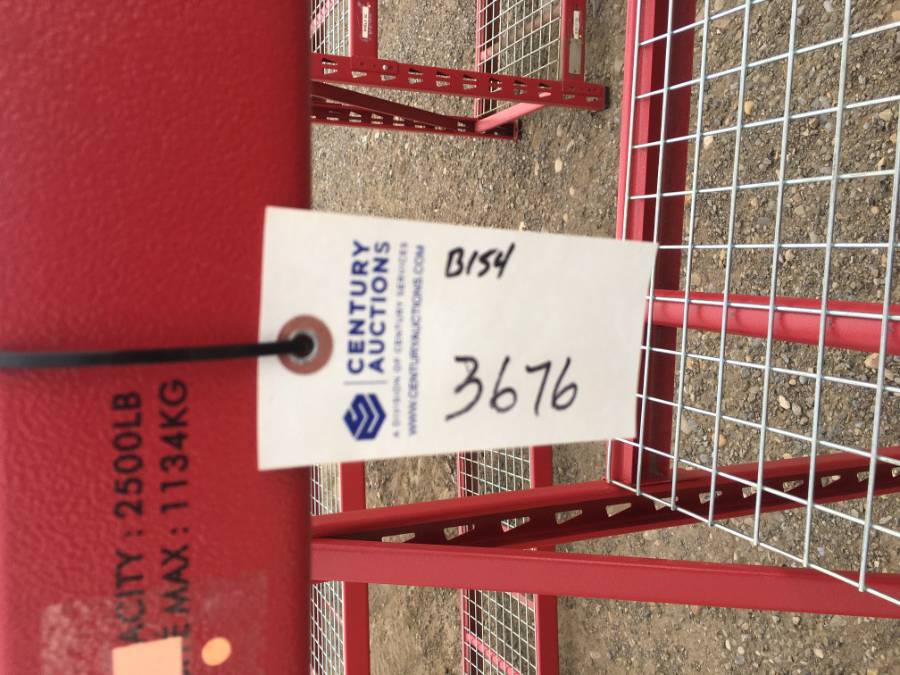 B154
3676
CENTURY
AUCTIONS
A DIVISION OF CENTURY SERVICES
WWW.CENTURYAUCTIONS.COM
ACITY : 2500LB
E MAX : 1134KG